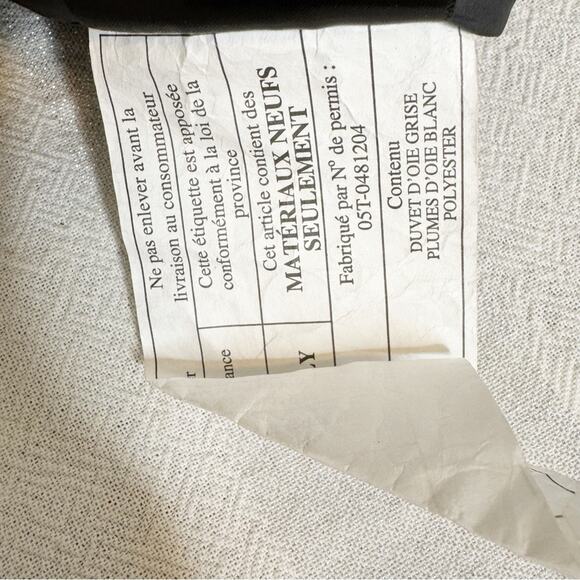 Ne pas enlever avant la
livraison au consommateur
Cette étiquette est apposée
conformément à la loi de la
province
Cet article contient des
MATÉRIAUX NEUFS
SEULEMENT
Fabriqué par Nº de permis :
05T-0481204
Contenu
DUVET D'OIE GRISE
PLUMES D'OIE BLANC
POLYESTER
r
ance
LY